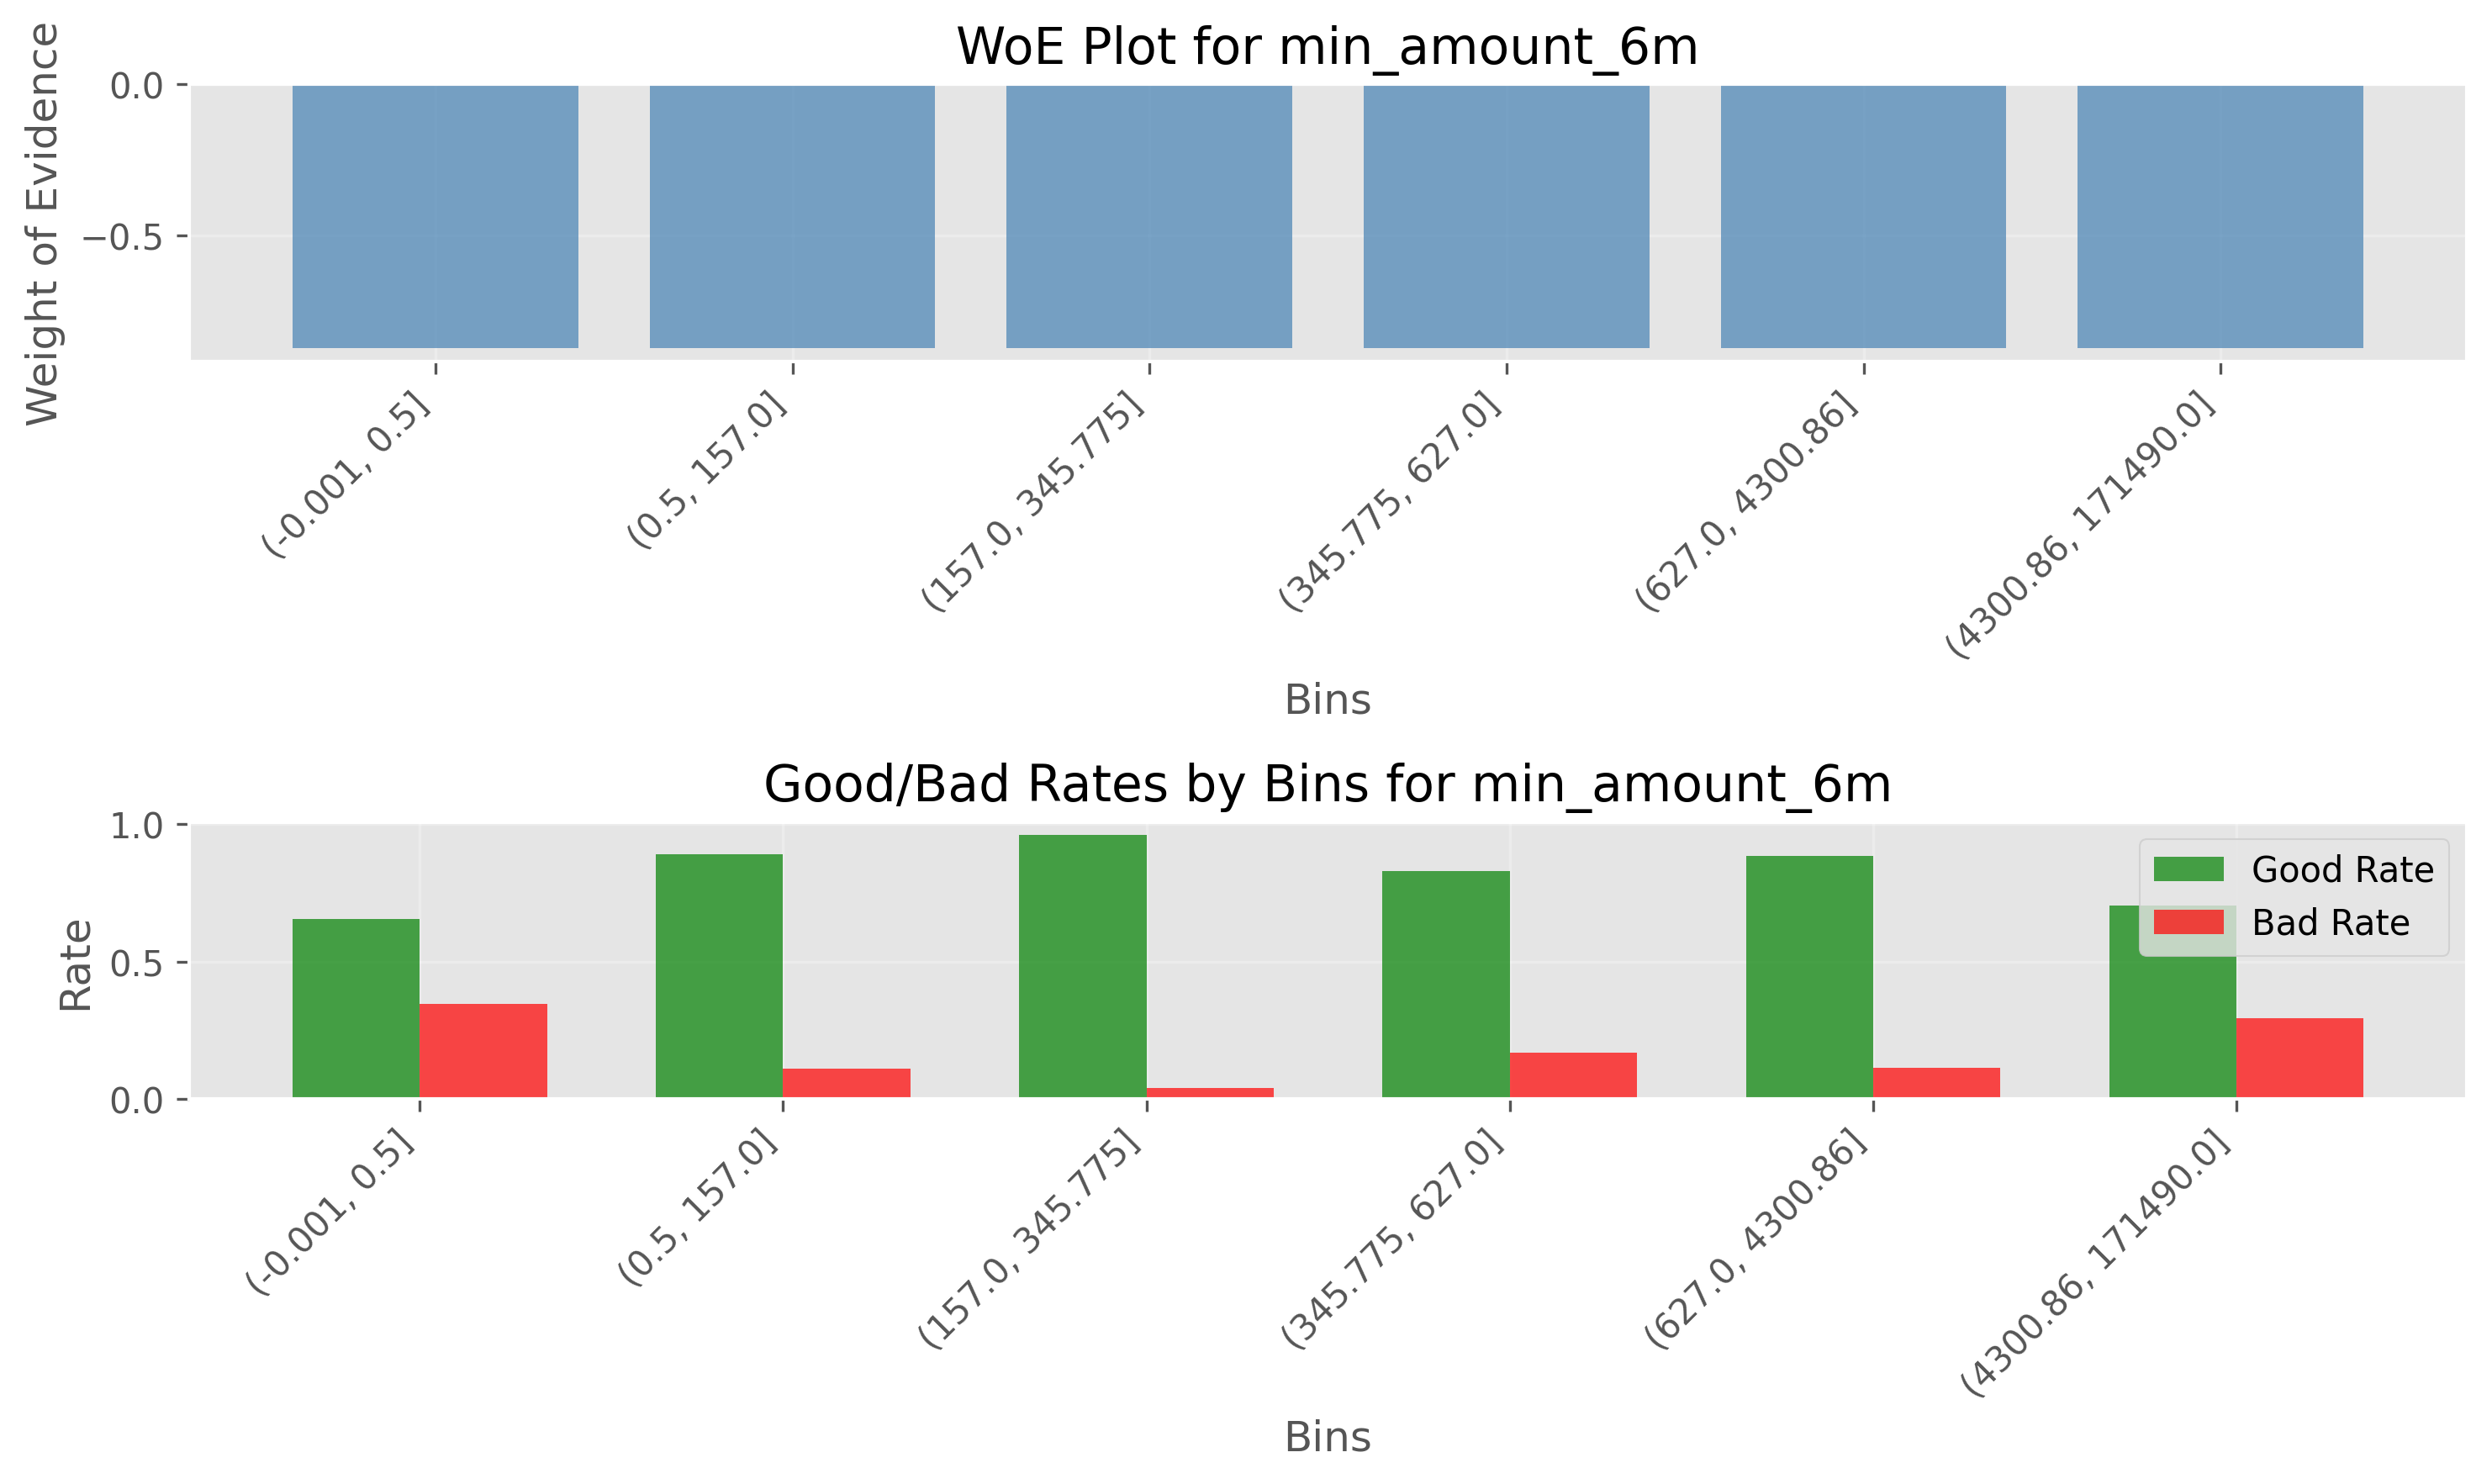 WoE Plot for min_amount_6m
Weight of Evidence
0.0
−0.5
(-0.001, 0.5]
(0.5, 157.0]
(157.0, 345.775]
(345.775, 627.0]
(627.0, 4300.86]
(4300.86, 171490.0]
Bins
Good/Bad Rates by Bins for min_amount_6m
Rate
1.0
0.5
0.0
Good Rate
Bad Rate
(-0.001, 0.5]
(0.5, 157.0]
(157.0, 345.775]
(345.775, 627.0]
(627.0, 4300.86]
(4300.86, 171490.0]
Bins